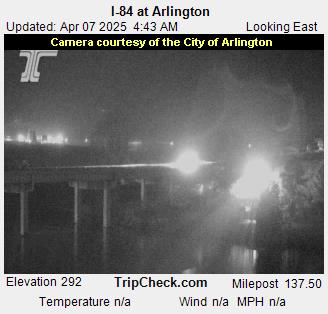 I-84 at Arlington
Updated: Apr 07 2025 4:43 AM Looking East
Camera courtesy of the City of Arlington
Elevation 292 TripCheck.com Milepost 137.50
Temperature n/a Wind n/a MPH n/a